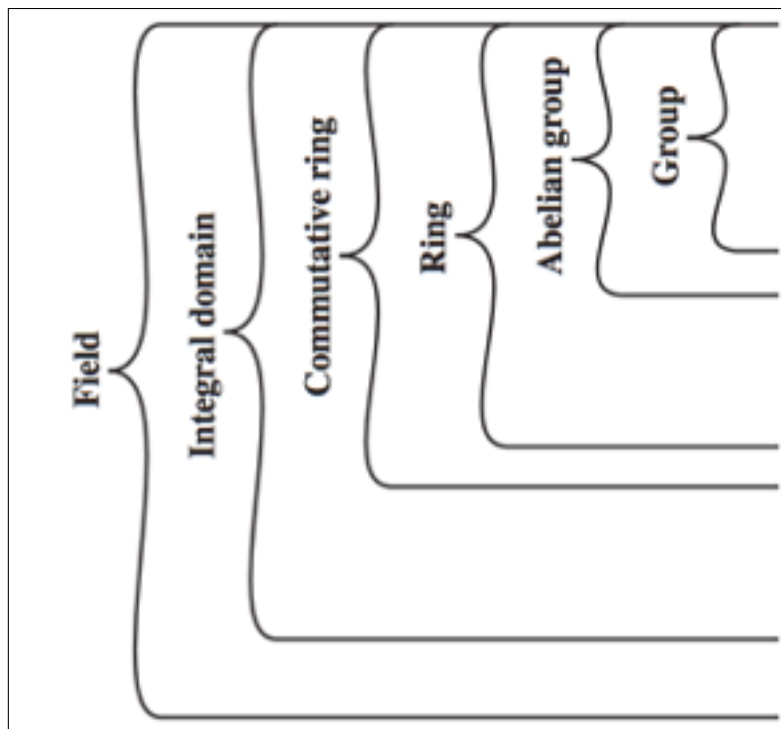 Field
Integral domain
Commutative ring
Ring
Abelian group
Group